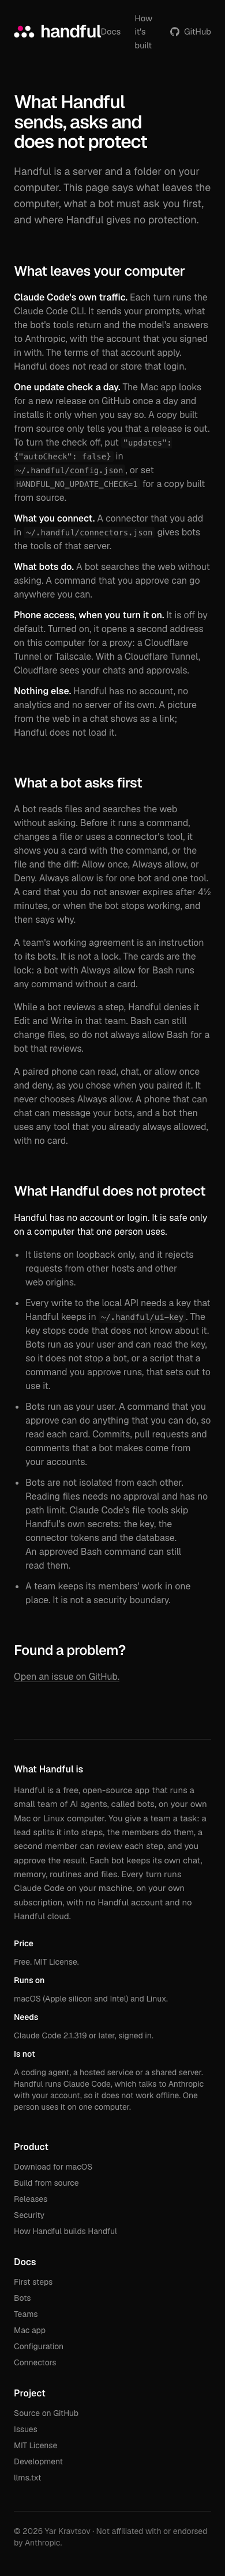 handful
Docs
How it's built
GitHub
What Handful
sends, asks and
does not protect
Handful is a server and a folder on your
computer. This page says what leaves the
computer, what a bot must ask you first,
and where Handful gives no protection.
What leaves your computer
Claude Code's own traffic. Each turn runs the
Claude Code CLI. It sends your prompts, what
the bot's tools return and the model's answers
to Anthropic, with the account that you signed
in with. The terms of that account apply.
Handful does not read or store that login.
One update check a day. The Mac app looks
for a new release on GitHub once a day and
installs it only when you say so. A copy built
from source only tells you that a release is out.
To turn the check off, put "updates":
{"autoCheck": false} in
~/.handful/config.json, or set
HANDFUL_NO_UPDATE_CHECK=1 for a copy built
from source.
What you connect. A connector that you add
in ~/.handful/connectors.json gives bots
the tools of that server.
What bots do. A bot searches the web without
asking. A command that you approve can go
anywhere you can.
Phone access, when you turn it on. It is off by
default. Turned on, it opens a second address
on this computer for a proxy: a Cloudflare
Tunnel or Tailscale. With a Cloudflare Tunnel,
Cloudflare sees your chats and approvals.
Nothing else. Handful has no account, no
analytics and no server of its own. A picture
from the web in a chat shows as a link;
Handful does not load it.
What a bot asks first
A bot reads files and searches the web
without asking. Before it runs a command,
changes a file or uses a connector's tool, it
shows you a card with the command, or the
file and the diff: Allow once, Always allow, or
Deny. Always allow is for one bot and one tool.
A card that you do not answer expires after 4½
minutes, or when the bot stops working, and
then says why.
A team's working agreement is an instruction
to its bots. It is not a lock. The cards are the
lock: a bot with Always allow for Bash runs
any command without a card.
While a bot reviews a step, Handful denies it
Edit and Write in that team. Bash can still
change files, so do not always allow Bash for a
bot that reviews.
A paired phone can read, chat, or allow once
and deny, as you chose when you paired it. It
never chooses Always allow. A phone that can
chat can message your bots, and a bot then
uses any tool that you already always allowed,
with no card.
What Handful does not protect
Handful has no account or login. It is safe only
on a computer that one person uses.
• It listens on loopback only, and it rejects
requests from other hosts and other
web origins.
• Every write to the local API needs a key that
Handful keeps in ~/.handful/ui-key. The
key stops code that does not know about it.
Bots run as your user and can read the key,
so it does not stop a bot, or a script that a
command you approve runs, that sets out to
use it.
• Bots run as your user. A command that you
approve can do anything that you can do, so
read each card. Commits, pull requests and
comments that a bot makes come from
your accounts.
• Bots are not isolated from each other.
Reading files needs no approval and has no
path limit. Claude Code's file tools skip
Handful's own secrets: the key, the
connector tokens and the database.
An approved Bash command can still
read them.
• A team keeps its members' work in one
place. It is not a security boundary.
Found a problem?
Open an issue on GitHub.
What Handful is
Handful is a free, open-source app that runs a
small team of AI agents, called bots, on your own
Mac or Linux computer. You give a team a task: a
lead splits it into steps, the members do them, a
second member can review each step, and you
approve the result. Each bot keeps its own chat,
memory, routines and files. Every turn runs
Claude Code on your machine, on your own
subscription, with no Handful account and no
Handful cloud.
Price
Free. MIT License.
Runs on
macOS (Apple silicon and Intel) and Linux.
Needs
Claude Code 2.1.319 or later, signed in.
Is not
A coding agent, a hosted service or a shared server.
Handful runs Claude Code, which talks to Anthropic
with your account, so it does not work offline. One
person uses it on one computer.
Product
Download for macOS
Build from source
Releases
Security
How Handful builds Handful
Docs
First steps
Bots
Teams
Mac app
Configuration
Connectors
Project
Source on GitHub
Issues
MIT License
Development
llms.txt
© 2026 Yar Kravtsov · Not affiliated with or endorsed
by Anthropic.